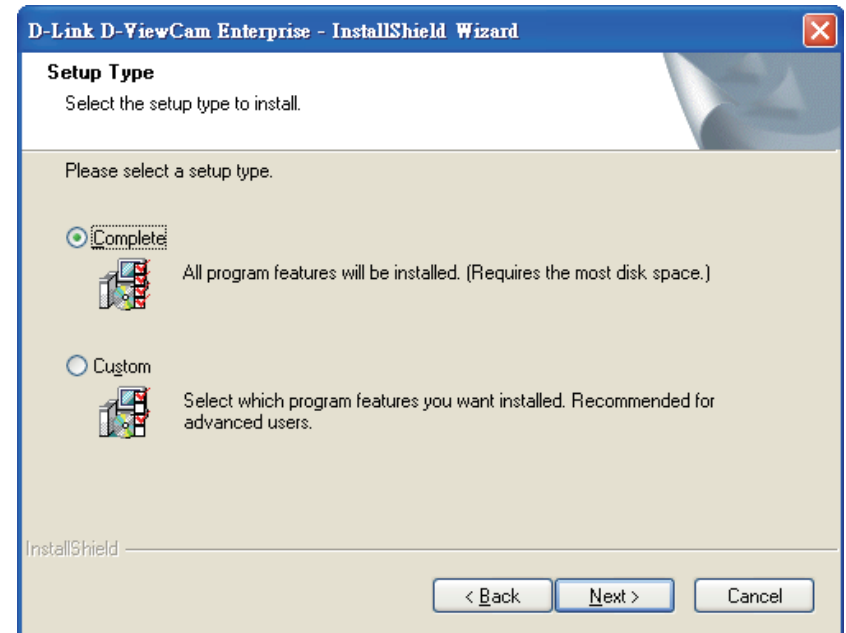 D-Link D-ViewCam Enterprise - InstallShield Wizard
Setup Type
Select the setup type to install.
Please select a setup type.
Complete
All program features will be installed. (Requires the most disk space.)
Custom
Select which program features you want installed. Recommended for
advanced users.
InstallShield
< Back Next > Cancel